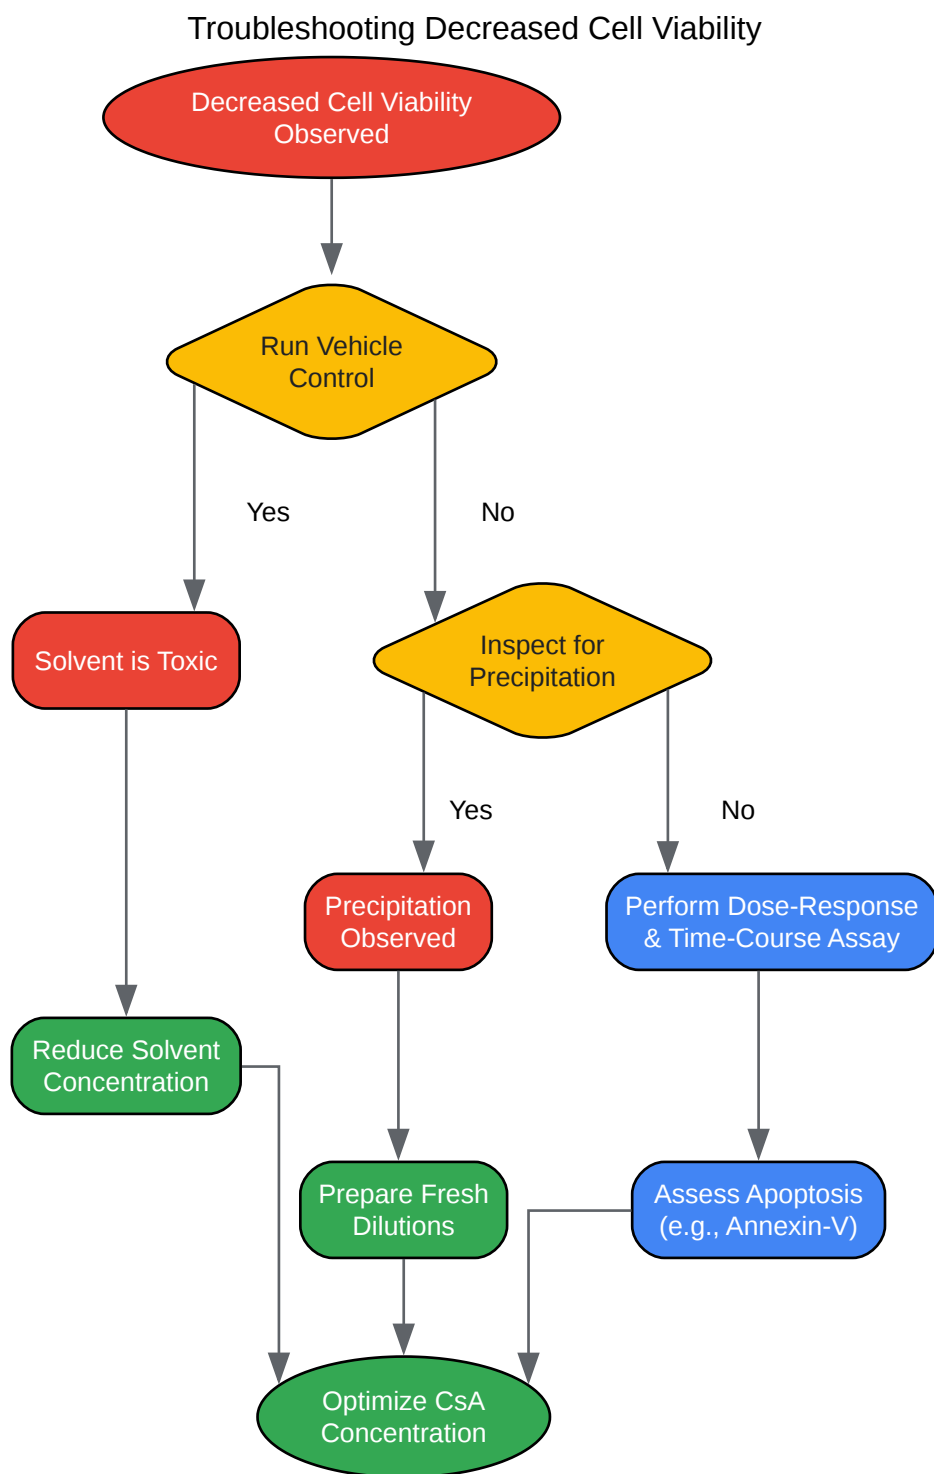 Troubleshooting Decreased Cell Viability
Decreased Cell Viability
Observed
Run Vehicle
Control
Yes
No
Solvent is Toxic
Inspect for
Precipitation
Yes
No
Precipitation
Observed
Perform Dose-Response
& Time-Course Assay
Reduce Solvent
Concentration
Prepare Fresh
Dilutions
Assess Apoptosis
(e.g., Annexin-V)
Optimize CsA
Concentration